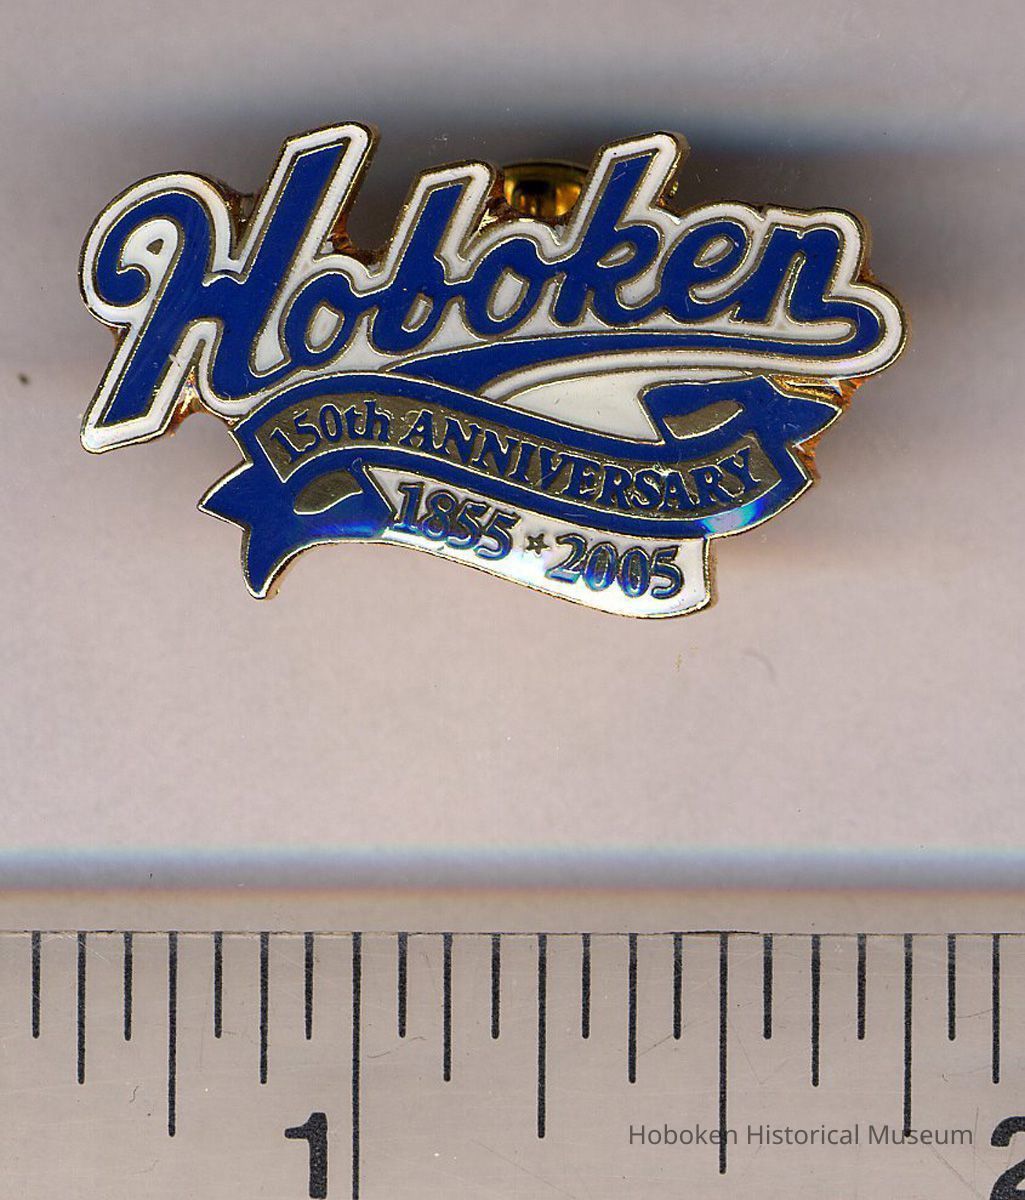 Hoboken
150th ANNIVERSARY
1855 ★ 2005
1 2
Hoboken Historical Museum